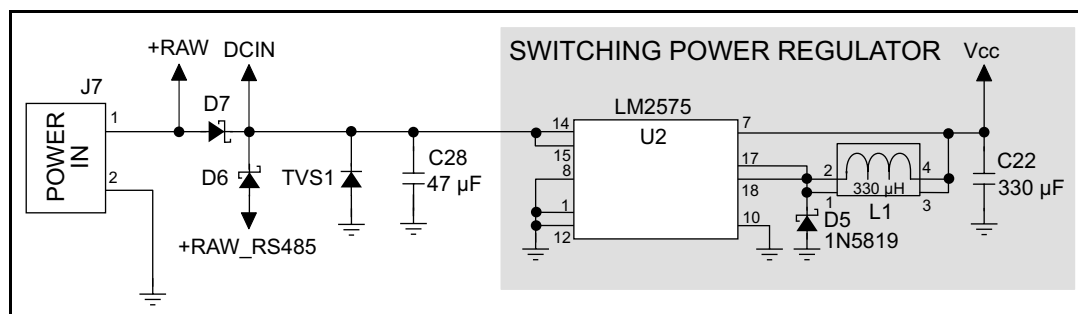 SWITCHING POWER REGULATOR
+RAW
DCIN
Vcc
J7
POWER
IN
1
2
D7
D6
+RAW_RS485
TVS1
C28
47 µF
LM2575
U2
14
15
8
1
12
7
17
18
10
2
4
330 µH
1
3
L1
D5
1N5819
C22
330 µF